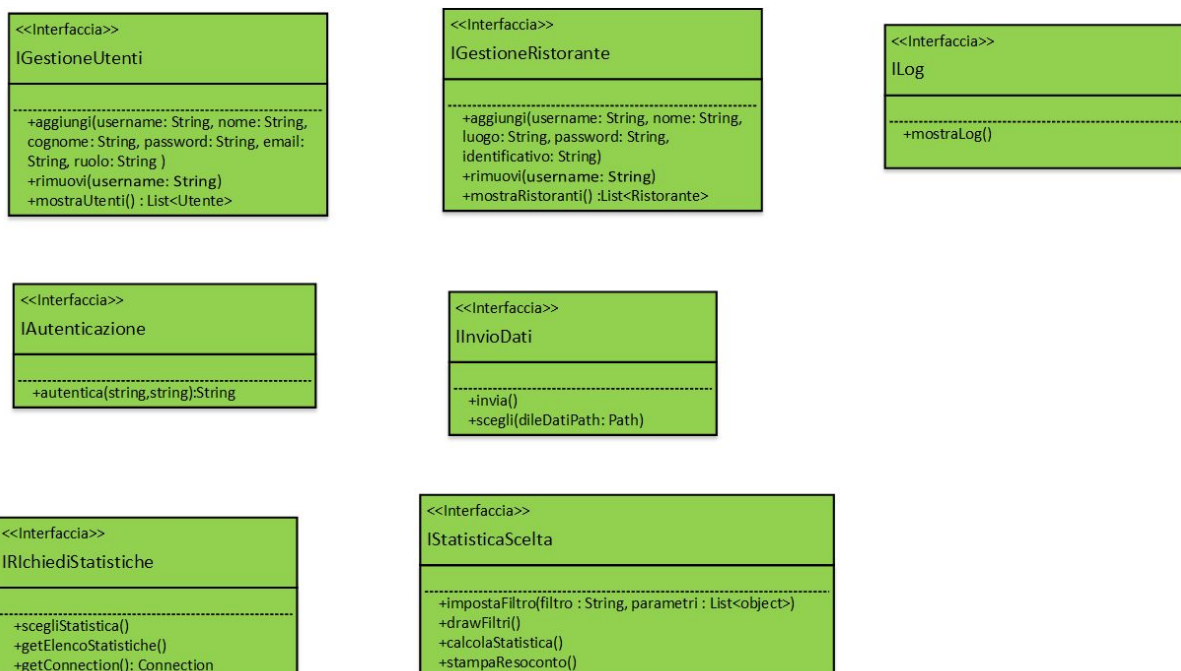 <<Interfaccia>>
IGestioneUtenti
+aggiungi(username: String, nome: String,
cognome: String, password: String, email:
String, ruolo: String )
+rimuovi(username: String)
+mostraUtenti() : List<Utente>
<<Interfaccia>>
IGestioneRistorante
+aggiungi(username: String, nome: String,
luogo: String, password: String,
identificativo: String)
+rimuovi(username: String)
+mostraRistoranti() :List<Ristorante>
<<Interfaccia>>
ILog
+mostraLog()
<<Interfaccia>>
IAutenticazione
+autentica(string,string):String
<<Interfaccia>>
IInvioDati
+invia()
+scegli(dileDatiPath: Path)
<<Interfaccia>>
IRIchiediStatistiche
+scegliStatistica()
+getElencoStatistiche()
+getConnection(): Connection
<<Interfaccia>>
IStatisticaScelta
+impostaFiltro(filtro : String, parametri : List<object>)
+drawFiltri()
+calcolaStatistica()
+stampaResoconto()